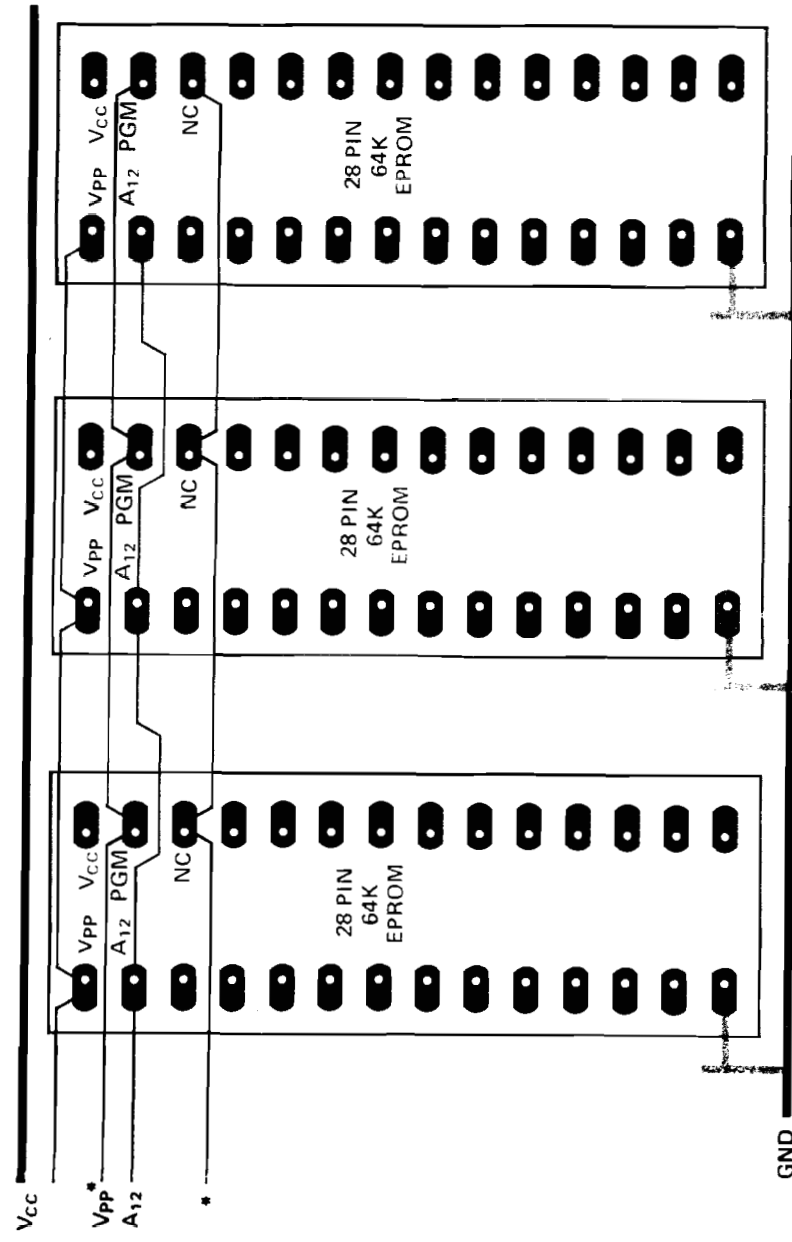 VCC
VPP*
A12
*
GND
VPP VCC
A12 PGM
NC
28 PIN
64K
EPROM
VPP VCC
A12 PGM
NC
28 PIN
64K
EPROM
VPP VCC
A12 PGM
NC
28 PIN
64K
EPROM